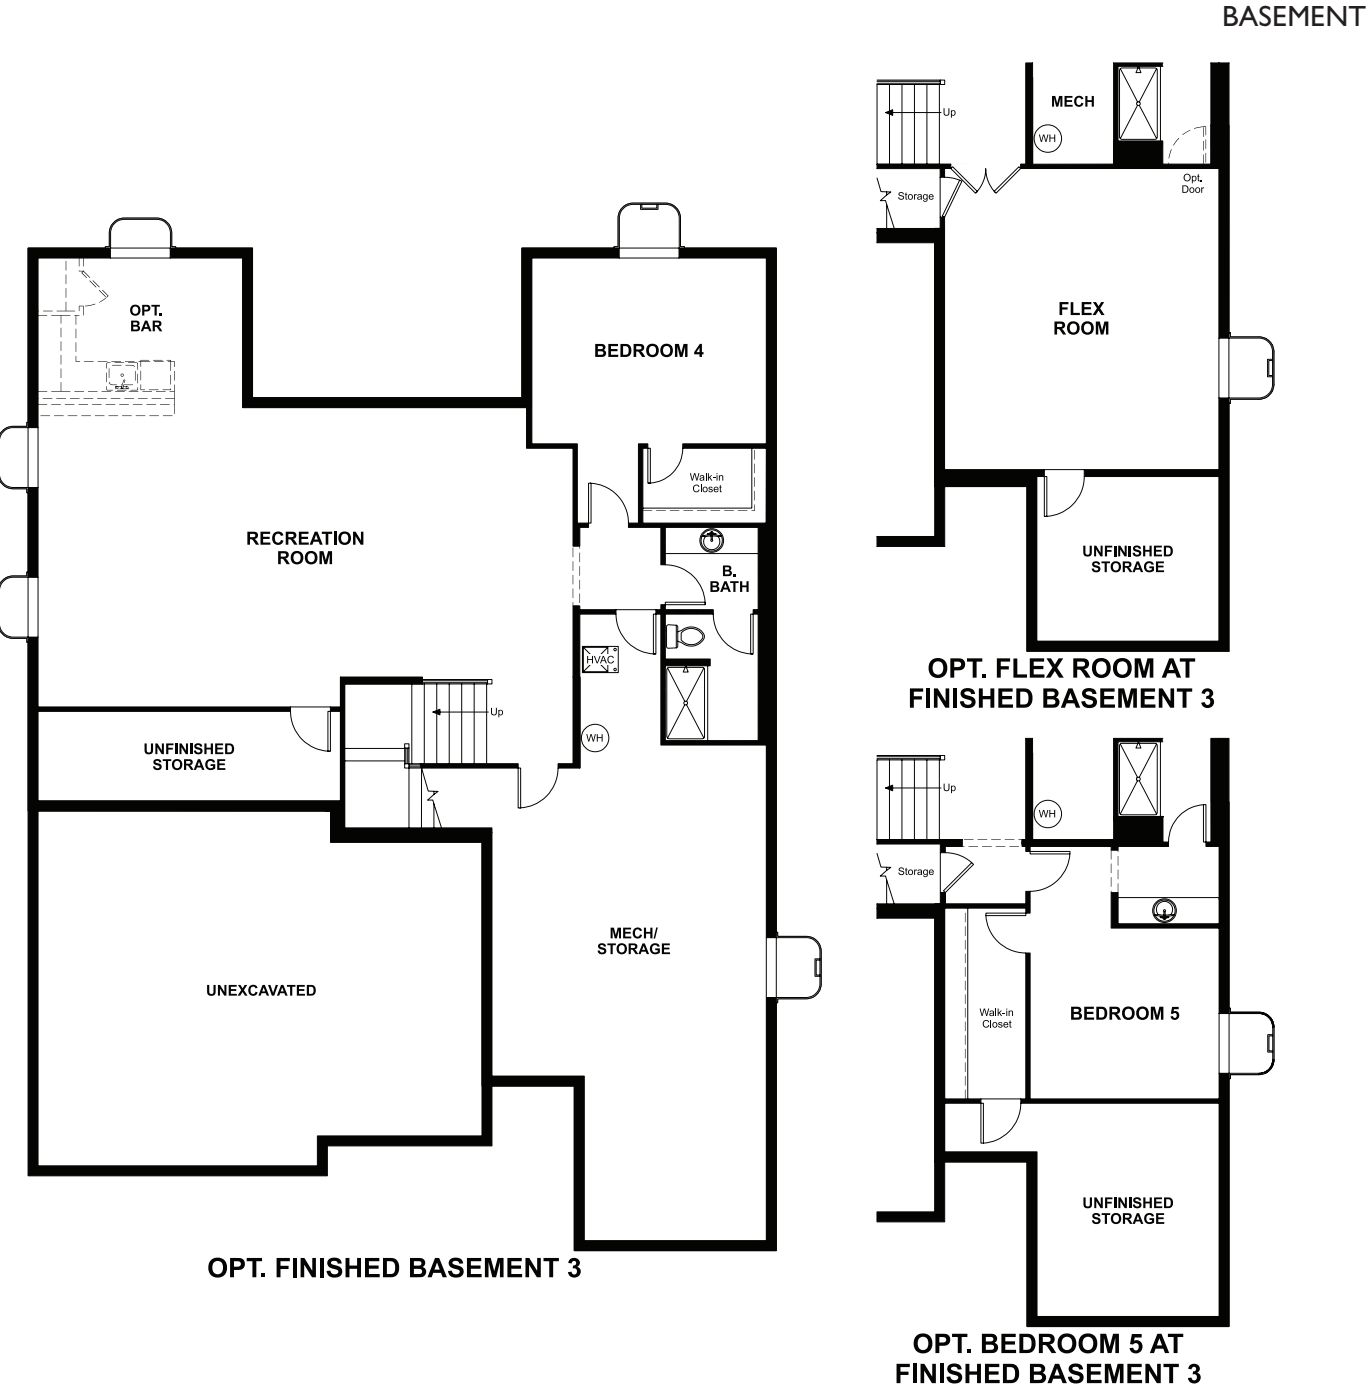 BASEMENT
OPT.
BAR
BEDROOM 4
Walk-in
Closet
RECREATION
ROOM
B.
BATH
HVAC
Up
WH
UNFINISHED
STORAGE
MECH/
STORAGE
UNEXCAVATED
OPT. FINISHED BASEMENT 3
MECH
Up
WH
Storage
Opt.
Door
FLEX
ROOM
UNFINISHED
STORAGE
OPT. FLEX ROOM AT
FINISHED BASEMENT 3
Up
WH
Storage
Walk-in
Closet
BEDROOM 5
UNFINISHED
STORAGE
OPT. BEDROOM 5 AT
FINISHED BASEMENT 3